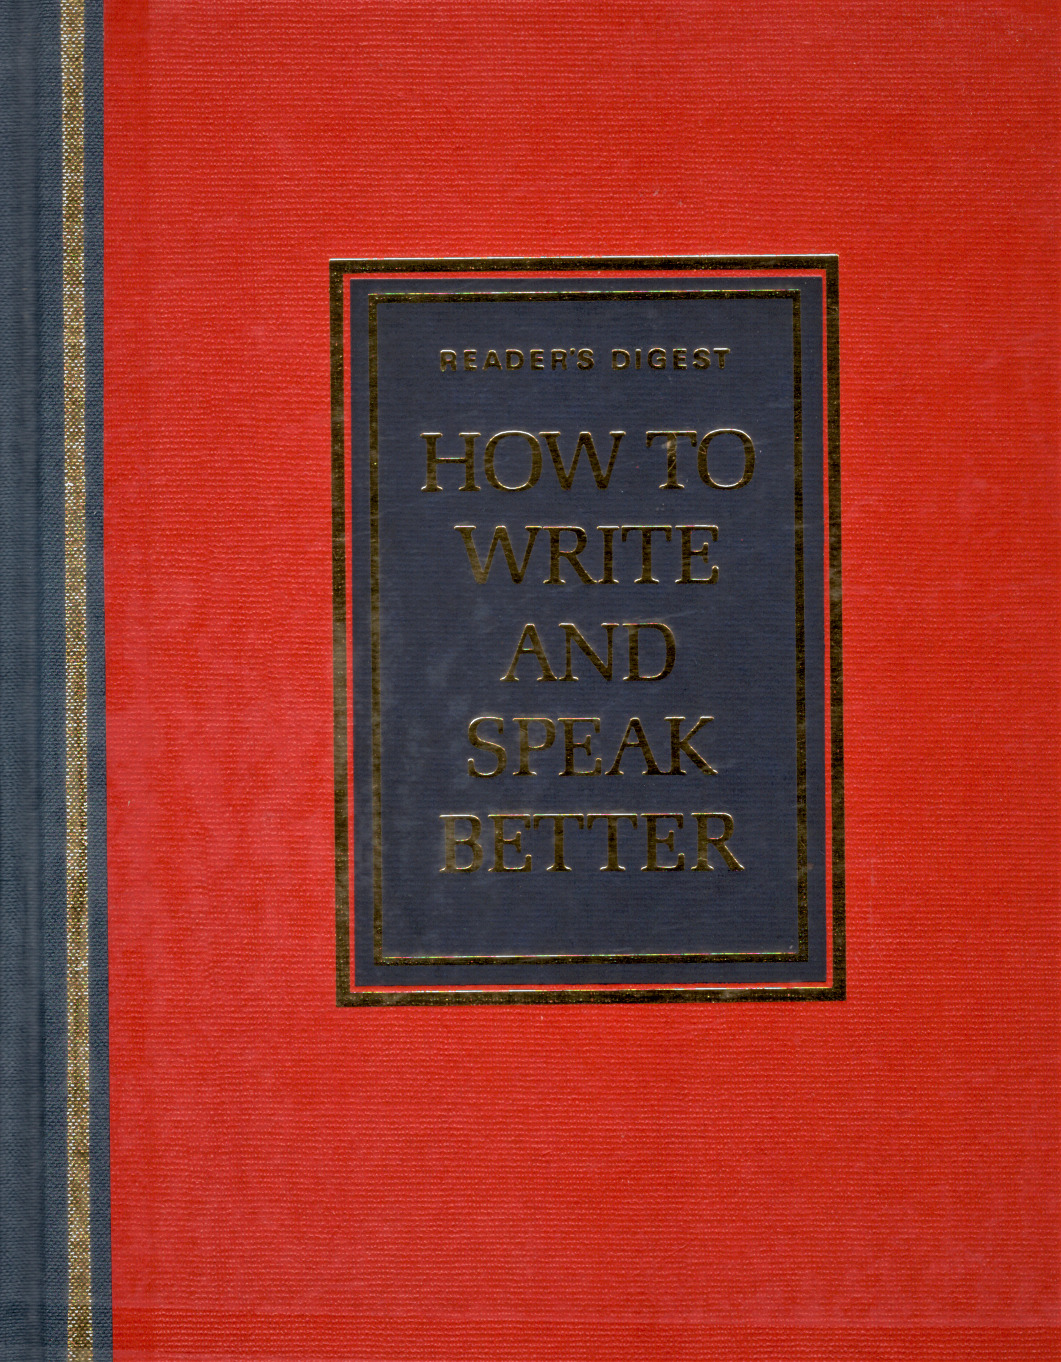 READER'S DIGEST
HOW TO
WRITE
AND
SPEAK
BETTER